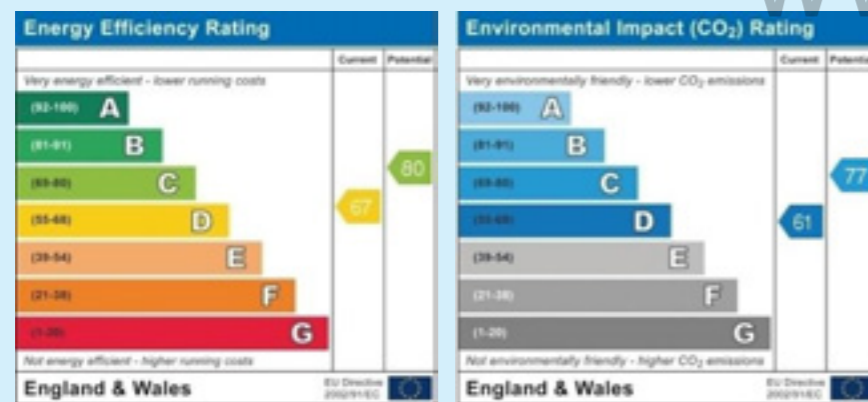 Energy Efficiency Rating
Current Potential
Very energy efficient - lower running costs
(92-100) A
(81-91) B
(69-80) C
(55-68) D
(39-54) E
(21-38) F
(1-20) G
67
80
Not energy efficient - higher running costs
England & Wales
EU Directive
2002/91/EC
Environmental Impact (CO₂) Rating
Current Potential
Very environmentally friendly - lower CO₂ emissions
(92-100) A
(81-91) B
(69-80) C
(55-68) D
(39-54) E
(21-38) F
(1-20) G
61
77
Not environmentally friendly - higher CO₂ emissions
England & Wales
EU Directive
2002/91/EC